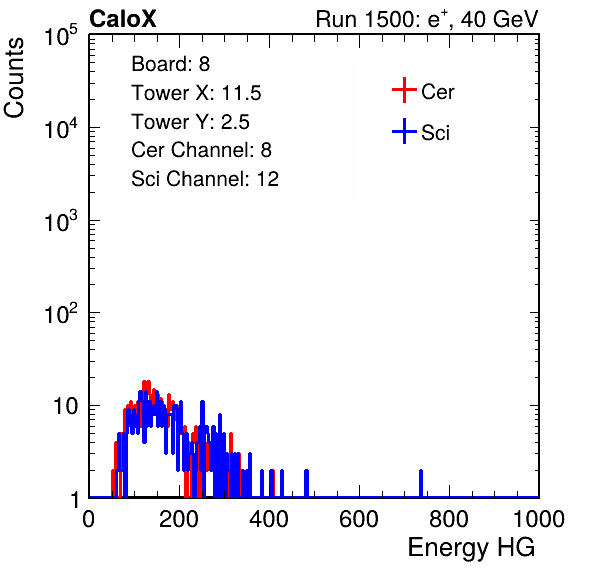 CaloX Run 1500: e⁺, 40 GeV
Counts
10⁵
10⁴
10³
10²
10
1
Board: 8
Tower X: 11.5
Tower Y: 2.5
Cer Channel: 8
Sci Channel: 12
Cer
Sci
0 200 400 600 800 1000
Energy HG